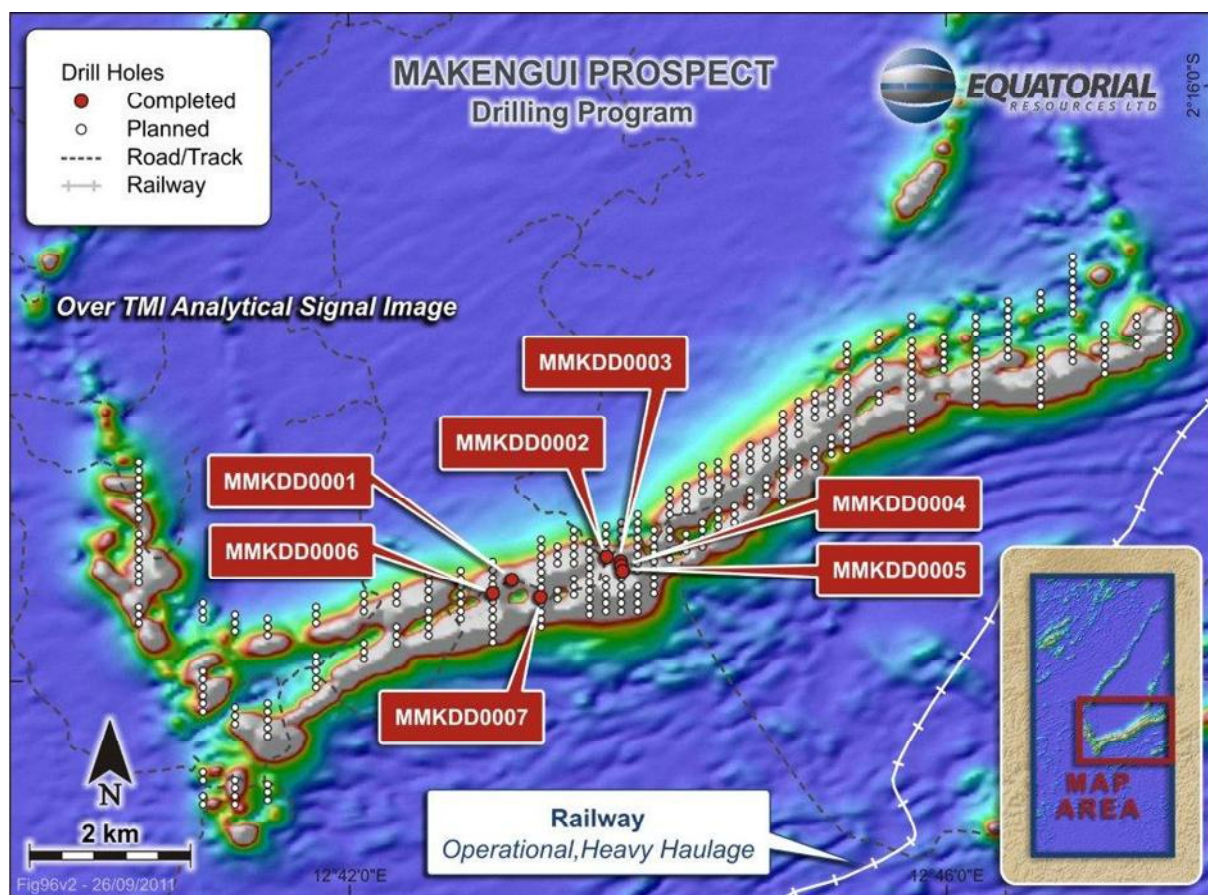 MAKENGUI PROSPECT
Drilling Program
EQUATORIAL
RESOURCES LTD
2°16'0"S
Drill Holes
Completed
Planned
Road/Track
Railway
Over TMI Analytical Signal Image
MMKDD0003
MMKDD0002
MMKDD0001
MMKDD0004
MMKDD0006
MMKDD0005
MMKDD0007
MAP
AREA
N
2 km
Railway
Operational,Heavy Haulage
12°42'0"E
12°46'0"E
Fig96v2 - 26/09/2011